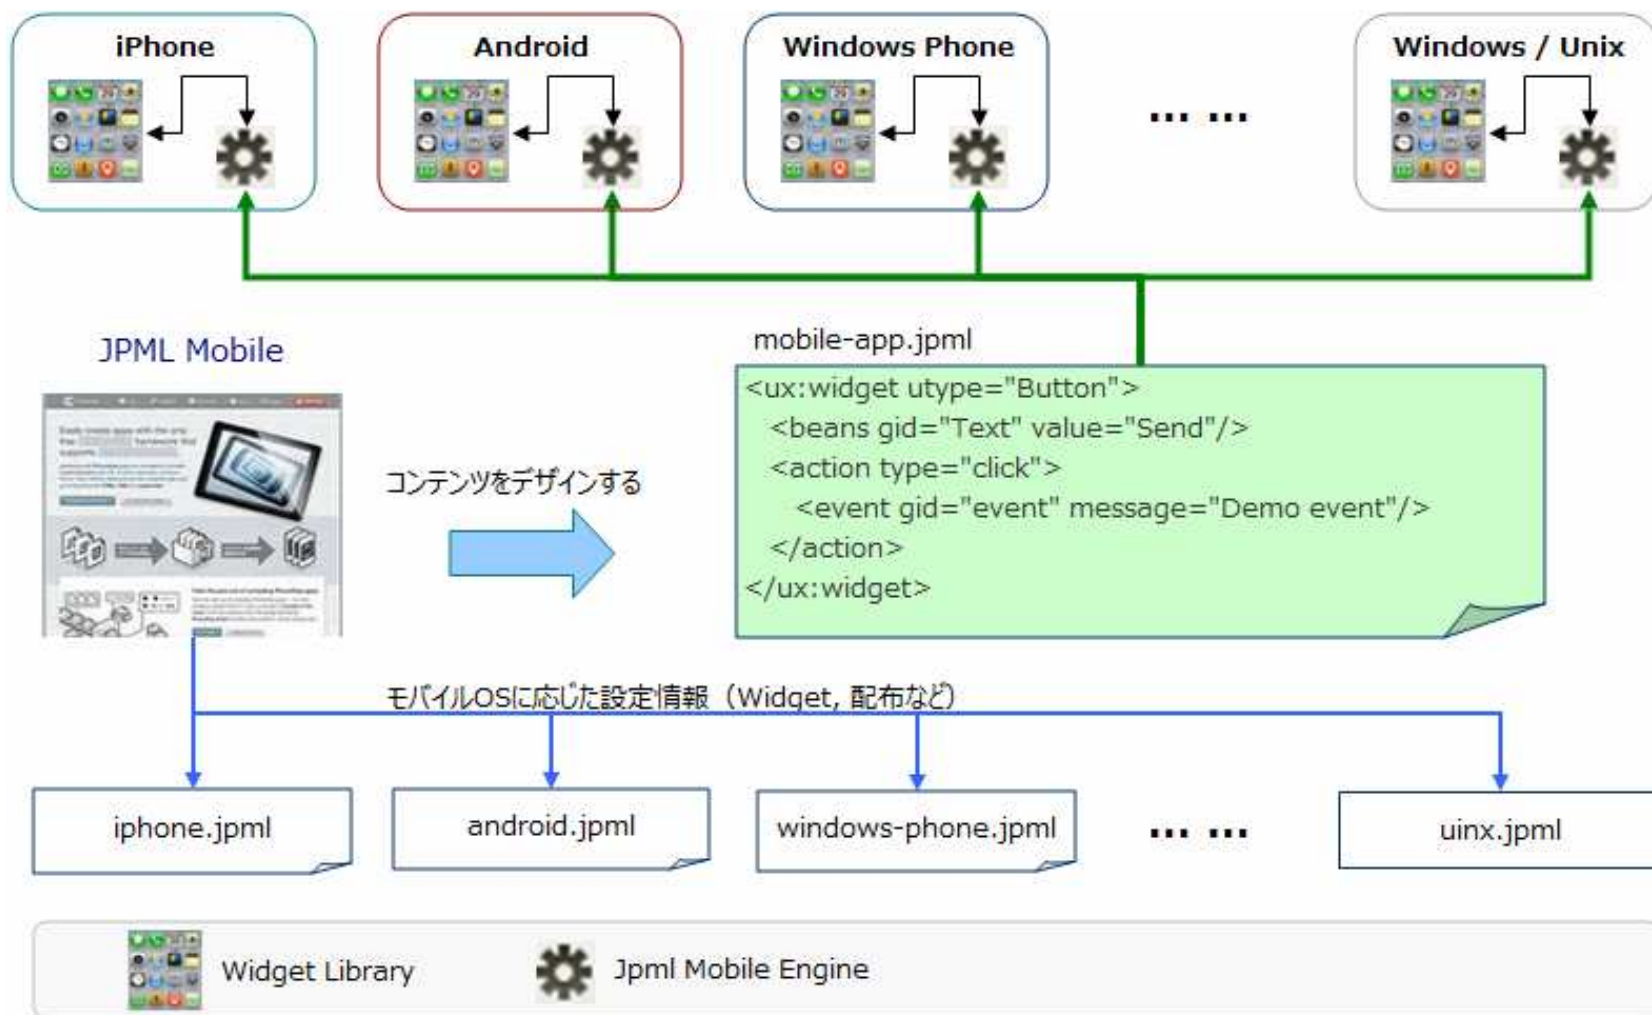 iPhone
Android
Windows Phone
Windows / Unix
... ...
JPML Mobile
mobile-app.jpml
<ux:widget utype="Button">
<beans gid="Text" value="Send"/>
<action type="click">
<event gid="event" message="Demo event"/>
</action>
</ux:widget>
コンテンツをデザインする
モバイルOSに応じた設定情報（Widget, 配布など）
iphone.jpml
android.jpml
windows-phone.jpml
... ...
uinx.jpml
Widget Library
Jpml Mobile Engine